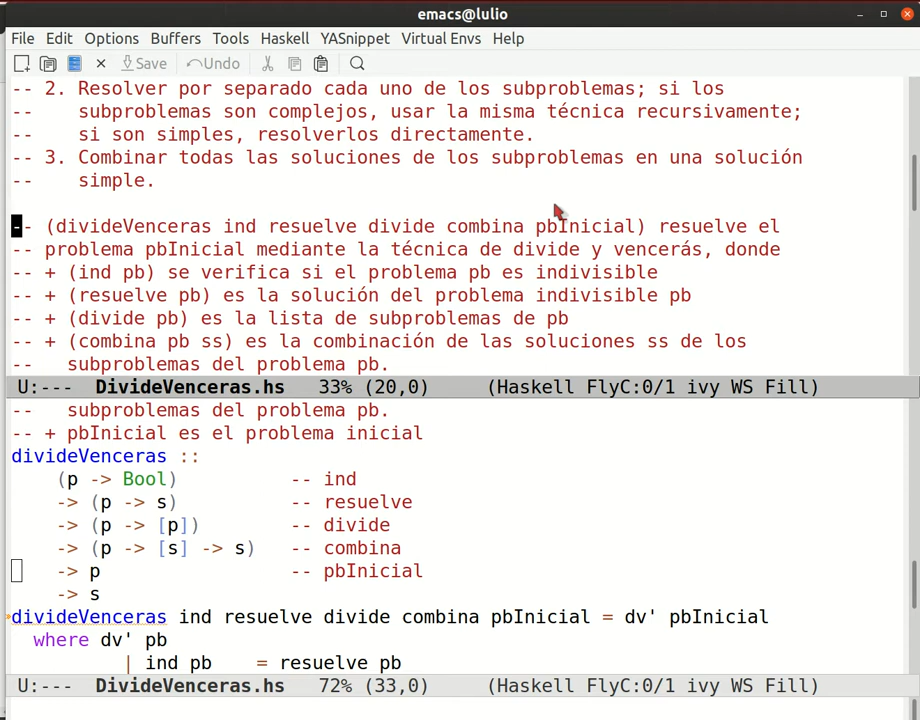 emacs@lulio
File Edit Options Buffers Tools Haskell YASnippet Virtual Envs Help
Save Undo
-- 2. Resolver por separado cada uno de los subproblemas; si los
--    subproblemas son complejos, usar la misma técnica recursivamente;
--    si son simples, resolverlos directamente.
-- 3. Combinar todas las soluciones de los subproblemas en una solución
--    simple.
-- (divideVenceras ind resuelve divide combina pbInicial) resuelve el
-- problema pbInicial mediante la técnica de divide y vencerás, donde
-- + (ind pb) se verifica si el problema pb es indivisible
-- + (resuelve pb) es la solución del problema indivisible pb
-- + (divide pb) es la lista de subproblemas de pb
-- + (combina pb ss) es la combinación de las soluciones ss de los
--   subproblemas del problema pb.
U:---  DivideVenceras.hs   33% (20,0)     (Haskell FlyC:0/1 ivy WS Fill)
--   subproblemas del problema pb.
-- + pbInicial es el problema inicial
divideVenceras ::
    (p -> Bool)          -- ind
    -> (p -> s)          -- resuelve
    -> (p -> [p])        -- divide
    -> (p -> [s] -> s)   -- combina
    -> p                 -- pbInicial
    -> s
divideVenceras ind resuelve divide combina pbInicial = dv' pbInicial
  where dv' pb
          | ind pb    = resuelve pb
U:---  DivideVenceras.hs   72% (33,0)     (Haskell FlyC:0/1 ivy WS Fill)